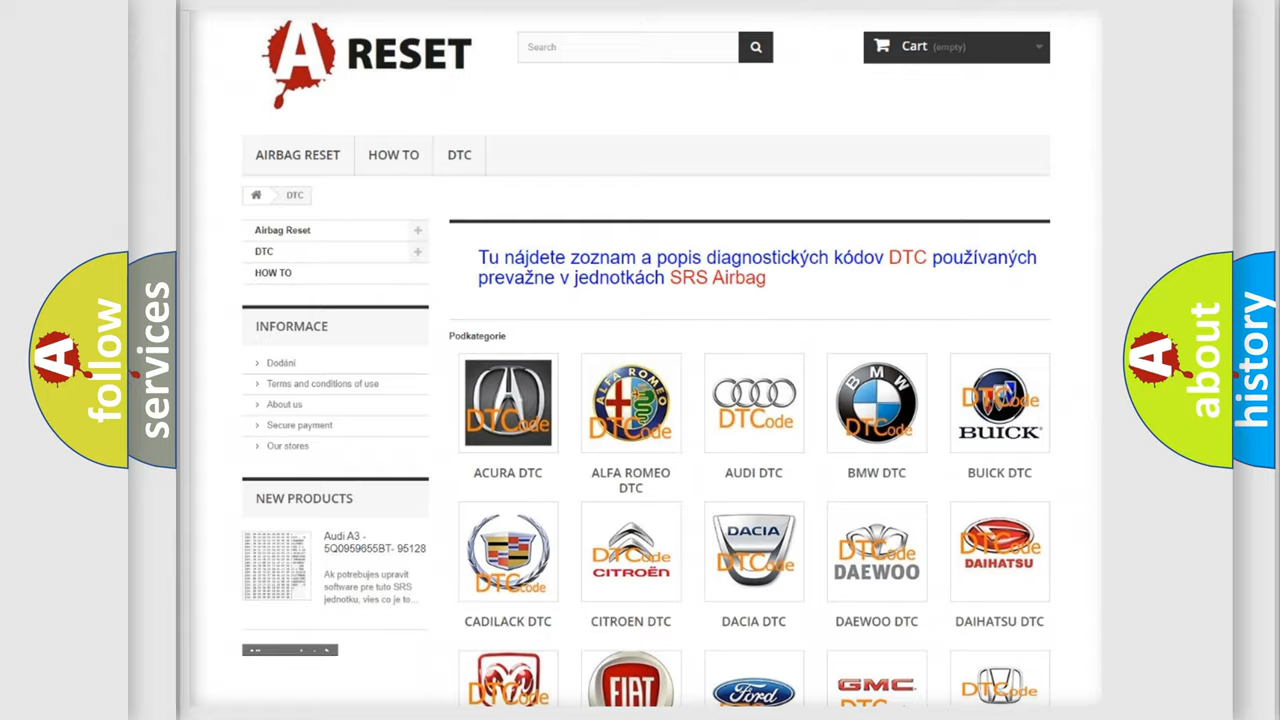 A RESET
Search
Cart (empty)
AIRBAG RESET
HOW TO
DTC
DTC
Airbag Reset
DTC
HOW TO
INFORMACE
Dodání
Terms and conditions of use
About us
Secure payment
Our stores
NEW PRODUCTS
Audi A3 -
5Q0959655BT- 95128
Ak potrebujes upravit
software pre tuto SRS
jednotku, vies co je to...
Tu nájdete zoznam a popis diagnostických kódov DTC používaných
prevažne v jednotkách SRS Airbag
Podkategorie
DTCode
ALFA ROMEO
DTCode
DTCode
BMW
DTCode
DTCode
BUICK
ACURA DTC
ALFA ROMEO
DTC
AUDI DTC
BMW DTC
BUICK DTC
DTCode
DTCode
CITROËN
DACIA
DTCode
DTCode
DAEWOO
DTCode
DAIHATSU
CADILACK DTC
CITROEN DTC
DACIA DTC
DAEWOO DTC
DAIHATSU DTC
DTCode
FIAT
Ford
GMC
DTCode
A
follow
services
A
about
history